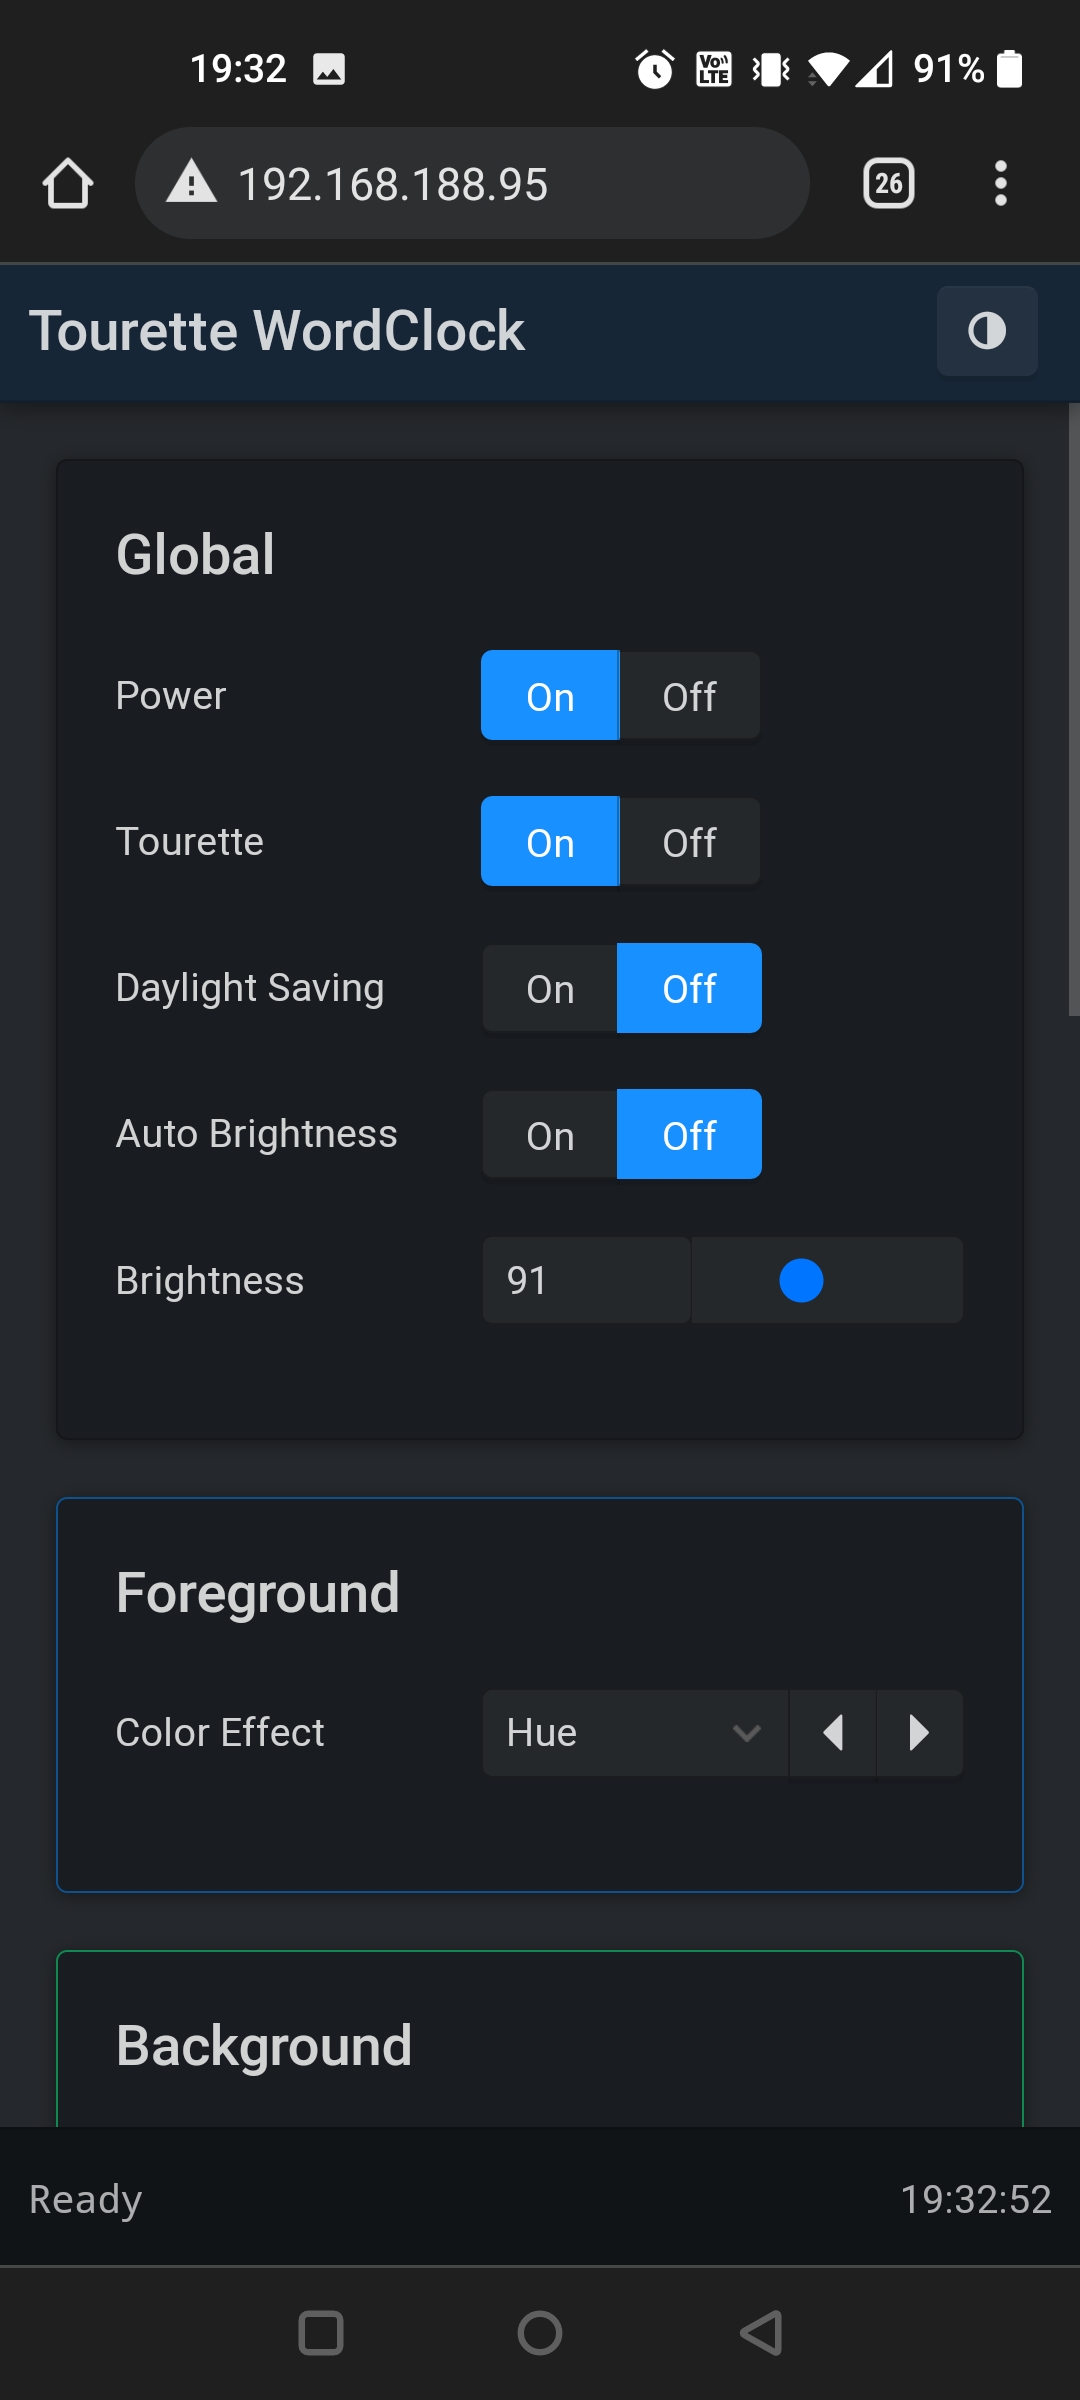 19:32 Vo LTE 91%
192.168.188.95 26
Tourette WordClock
Global
Power On Off
Tourette On Off
Daylight Saving On Off
Auto Brightness On Off
Brightness 91
Foreground
Color Effect Hue
Background
Ready 19:32:52